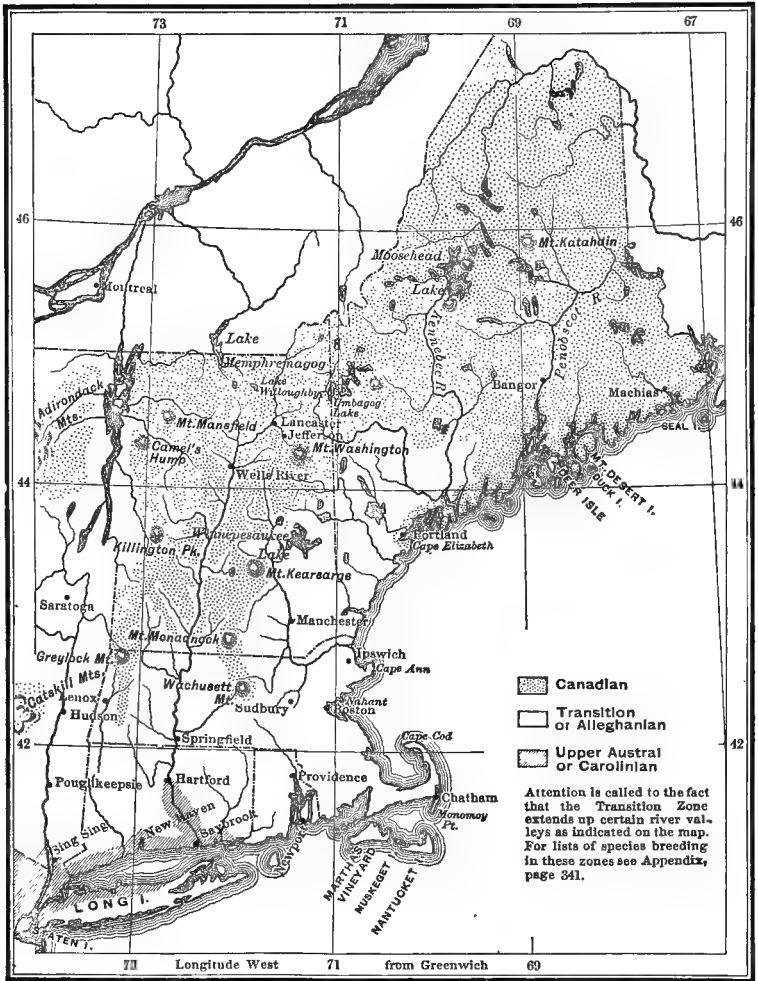 73 71 69 67
46 46
Mt. Katahdin
Moosehead
Lake
Montreal
Kennebec R
Penobscot R
Lake
Memphremagog
Lake
Willoughby
Umbagog
Lake
Bangor
Machias
SEAL I.
Adirondack
Mts.
Mt. Mansfield
Lancaster
Jefferson
Camel's
Hump
Mt. Washington
Wells River
MT. DESERT I.
DUCK I.
DEER ISLE
44 44
Killington Pk.
Winnepesaukee
Lake
Portland
Cape Elizabeth
Mt. Kearsarge
Saratoga
Manchester
Mt. Monadnock
Greylock Mt.
Ipswich
Cape Ann
Catskill Mts.
Lenox
Hudson
Wachusett
Mt.
Sudbury
Nahant
Boston
Canadian
Transition
or Alleghanian
Upper Austral
or Carolinian
Springfield
Cape Cod
42 42
Poughkeepsie
Hartford
Providence
Chatham
Monomoy
Pt.
Attention is called to the fact
that the Transition Zone
extends up certain river val-
leys as indicated on the map.
For lists of species breeding
in these zones see Appendix,
page 341.
Sing Sing
New Haven
Saybrook
Newport
MARTHAS
VINEYARD
MUSKEGET I.
NANTUCKET
LONG I.
STATEN I.
73 Longitude West 71 from Greenwich 69